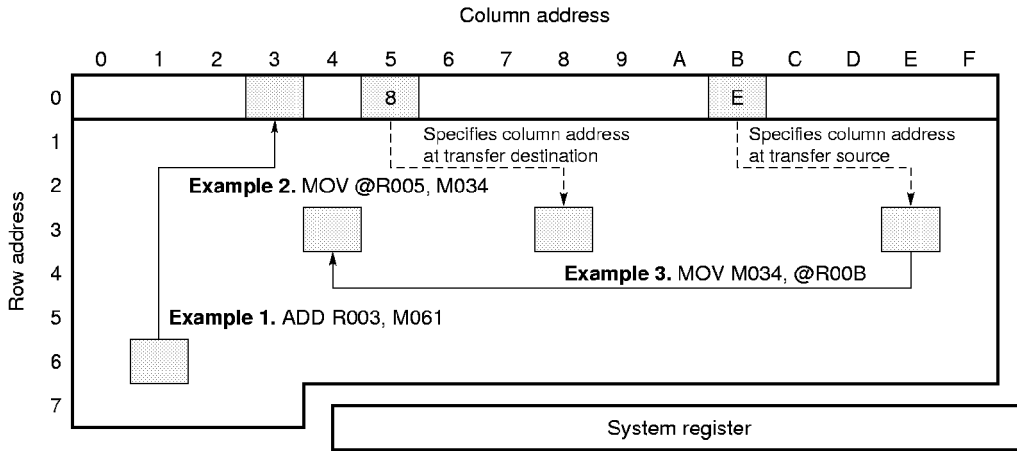 Column address
0 1 2 3 4 5 6 7 8 9 A B C D E F
0 8 E
1 Specifies column address Specifies column address
at transfer destination at transfer source
2 Example 2. MOV @R005, M034
3
4 Example 3. MOV M034, @R00B
Row address
5 Example 1. ADD R003, M061
6
7
System register